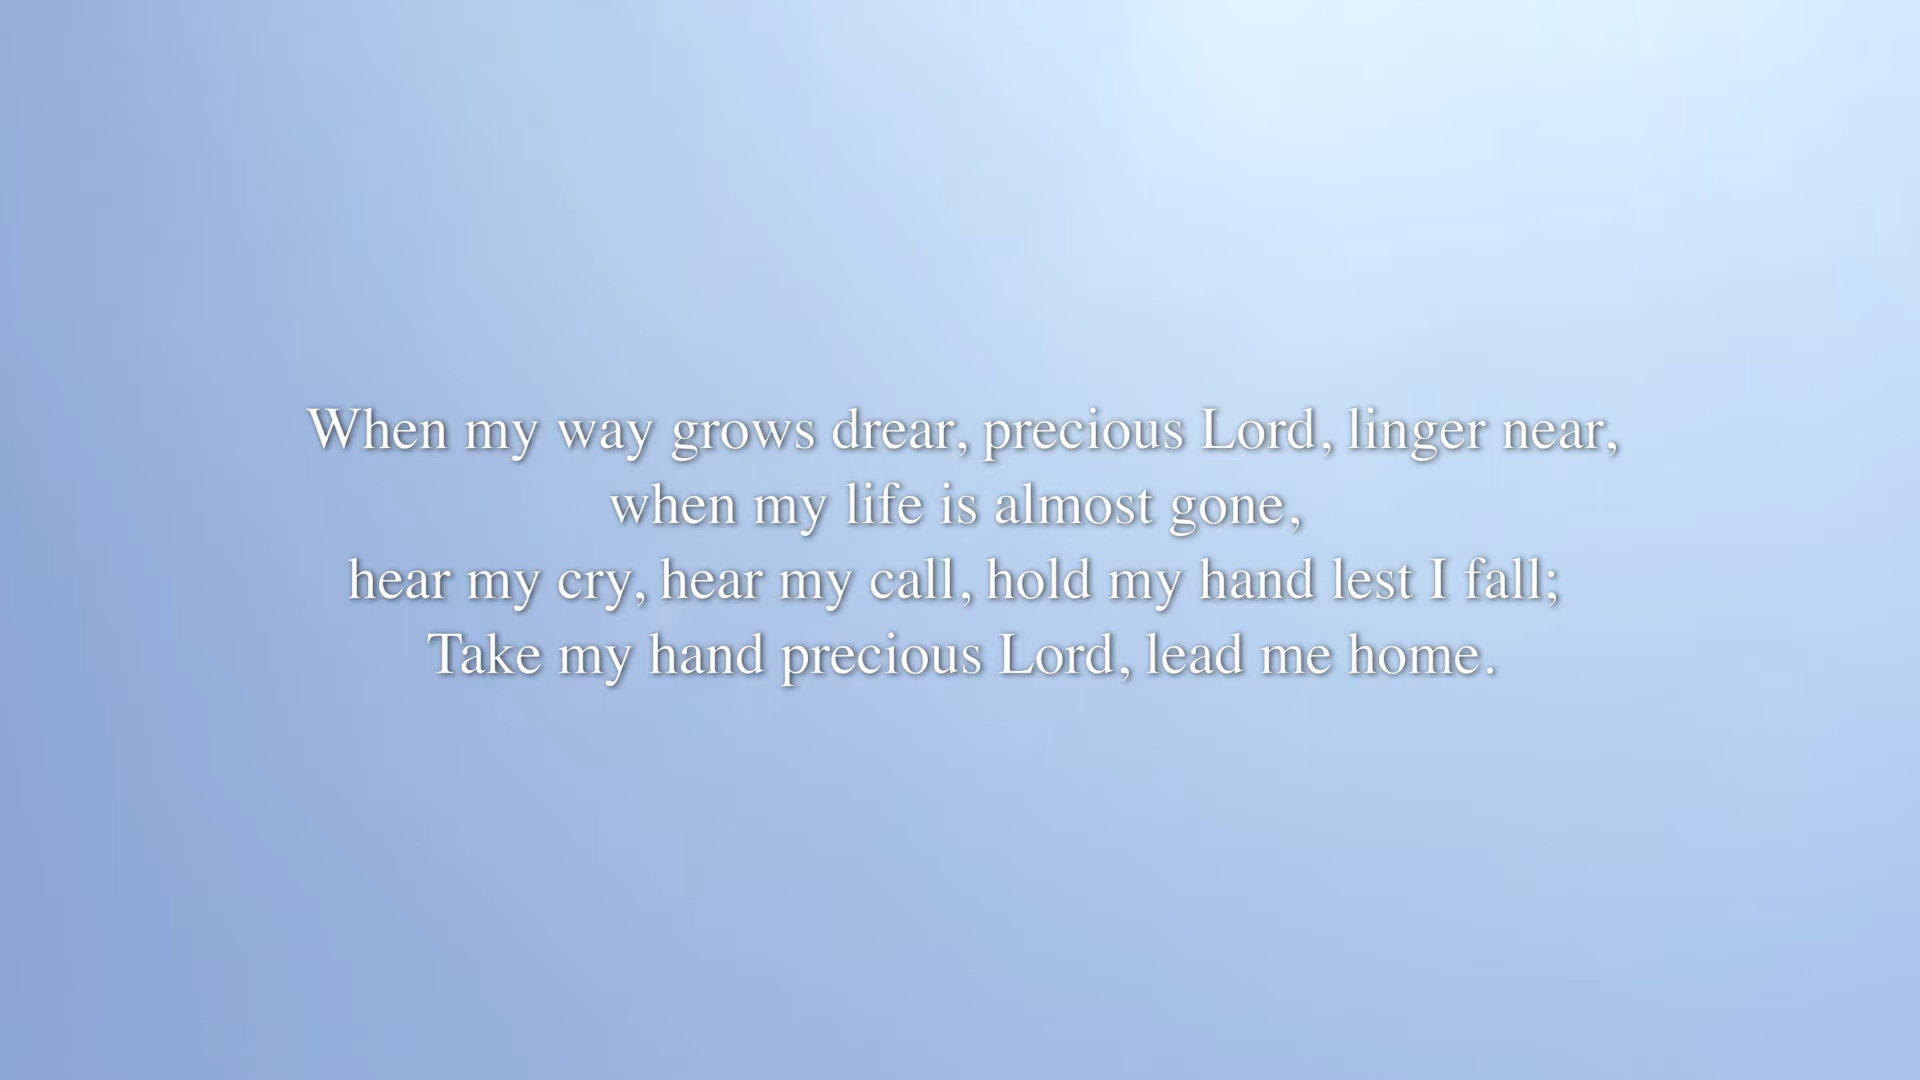 When my way grows drear, precious Lord, linger near,
when my life is almost gone,
hear my cry, hear my call, hold my hand lest I fall;
Take my hand precious Lord, lead me home.